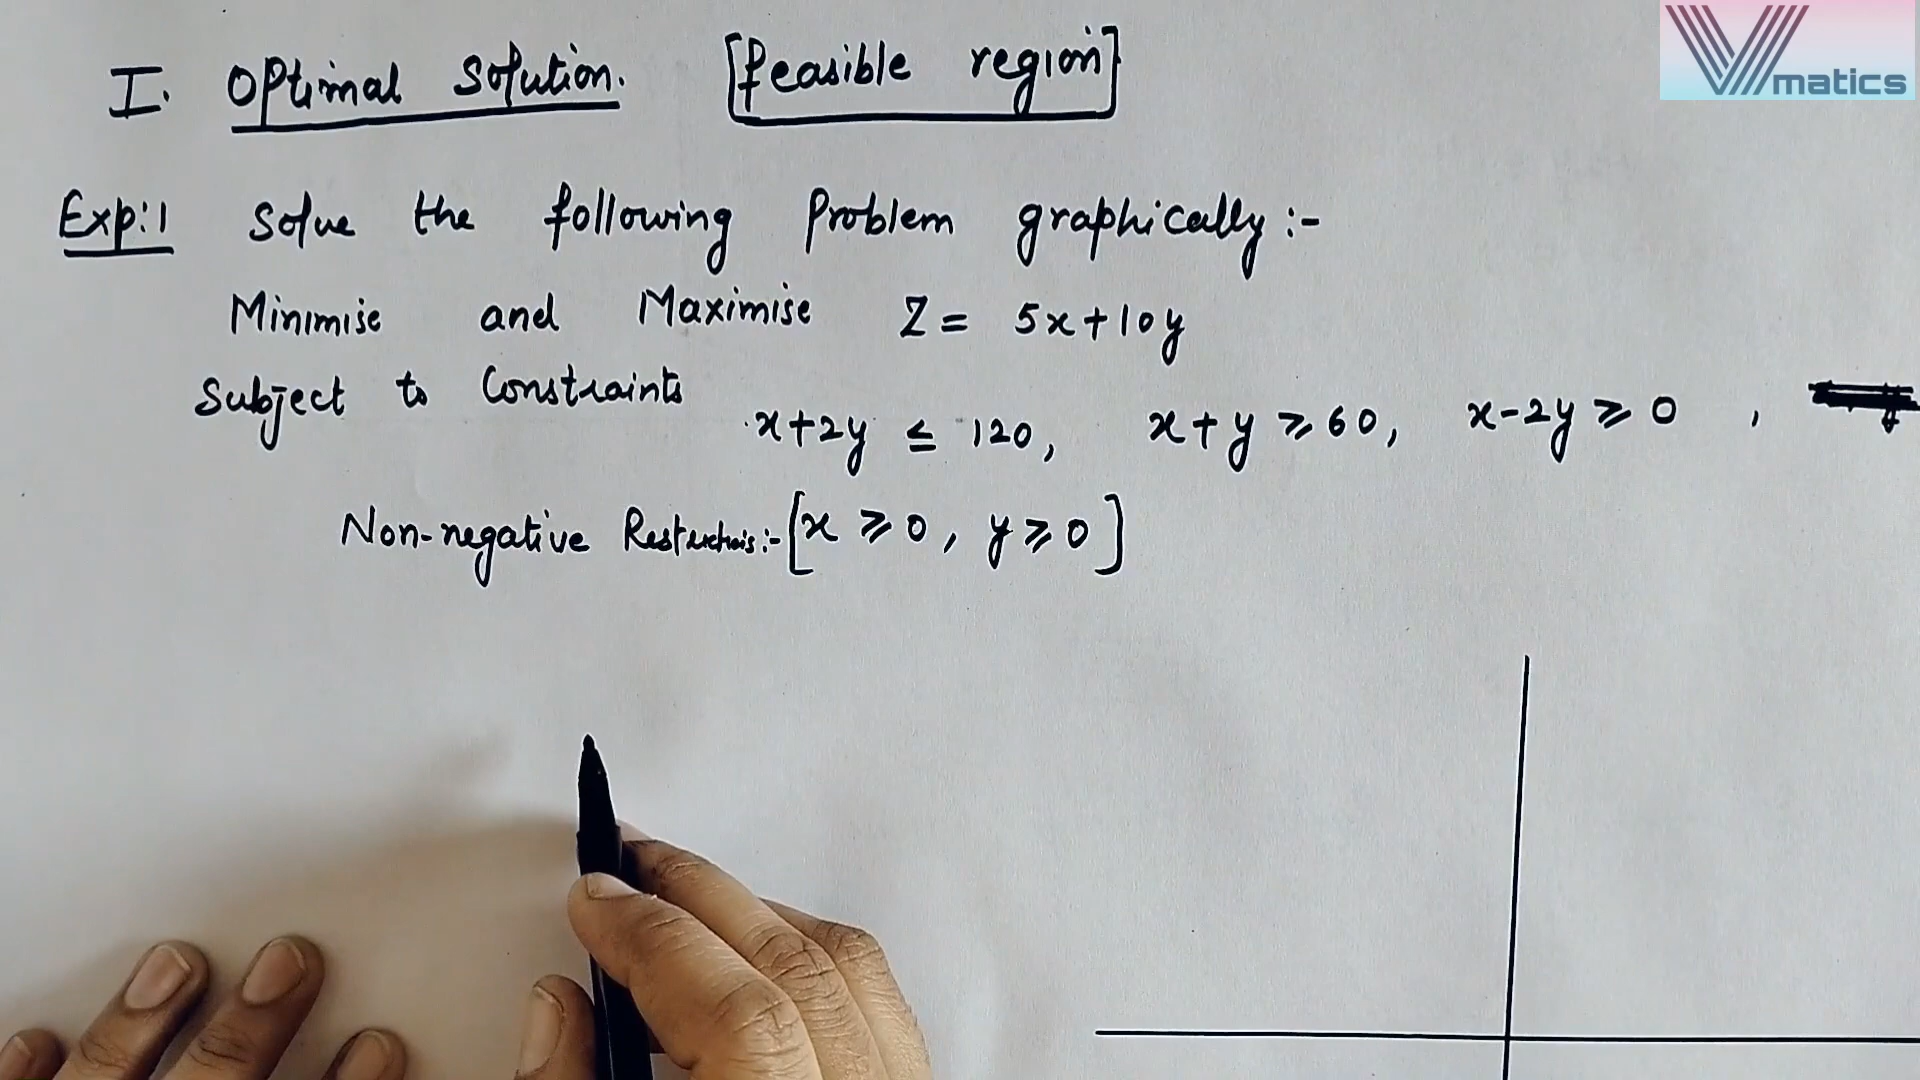 I. Optimal Solution. [feasible region]
Vmatics
Exp:1 Solve the following Problem graphically:-
Minimise and Maximise Z = 5x+10y
Subject to Constraints
x+2y ≤ 120, x+y ⩾ 60, x-2y ⩾ 0 ,
Non-negative :- [x ⩾ 0, y ⩾ 0]